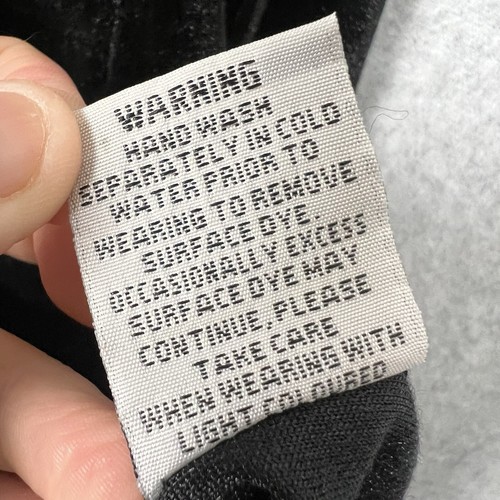 WARNING
HAND WASH
SEPARATELY IN COLD
WATER PRIOR TO
WEARING TO REMOVE
SURFACE DYE.
OCCASIONALLY EXCESS
SURFACE DYE MAY
CONTINUE, PLEASE
TAKE CARE
WHEN WEARING WITH
LIGHT COLOURED